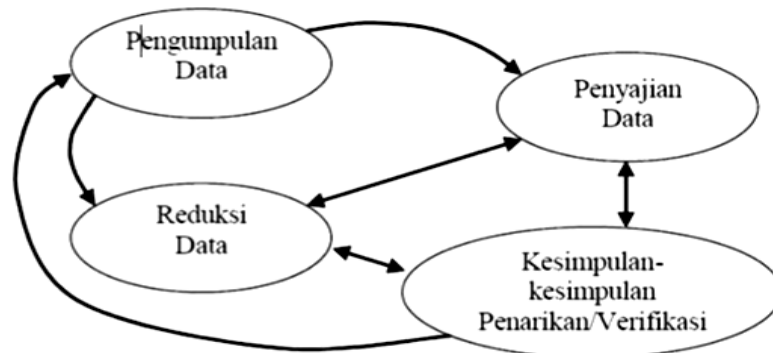 Pengumpulan
Data
Penyajian
Data
Reduksi
Data
Kesimpulan-
kesimpulan
Penarikan/Verifikasi